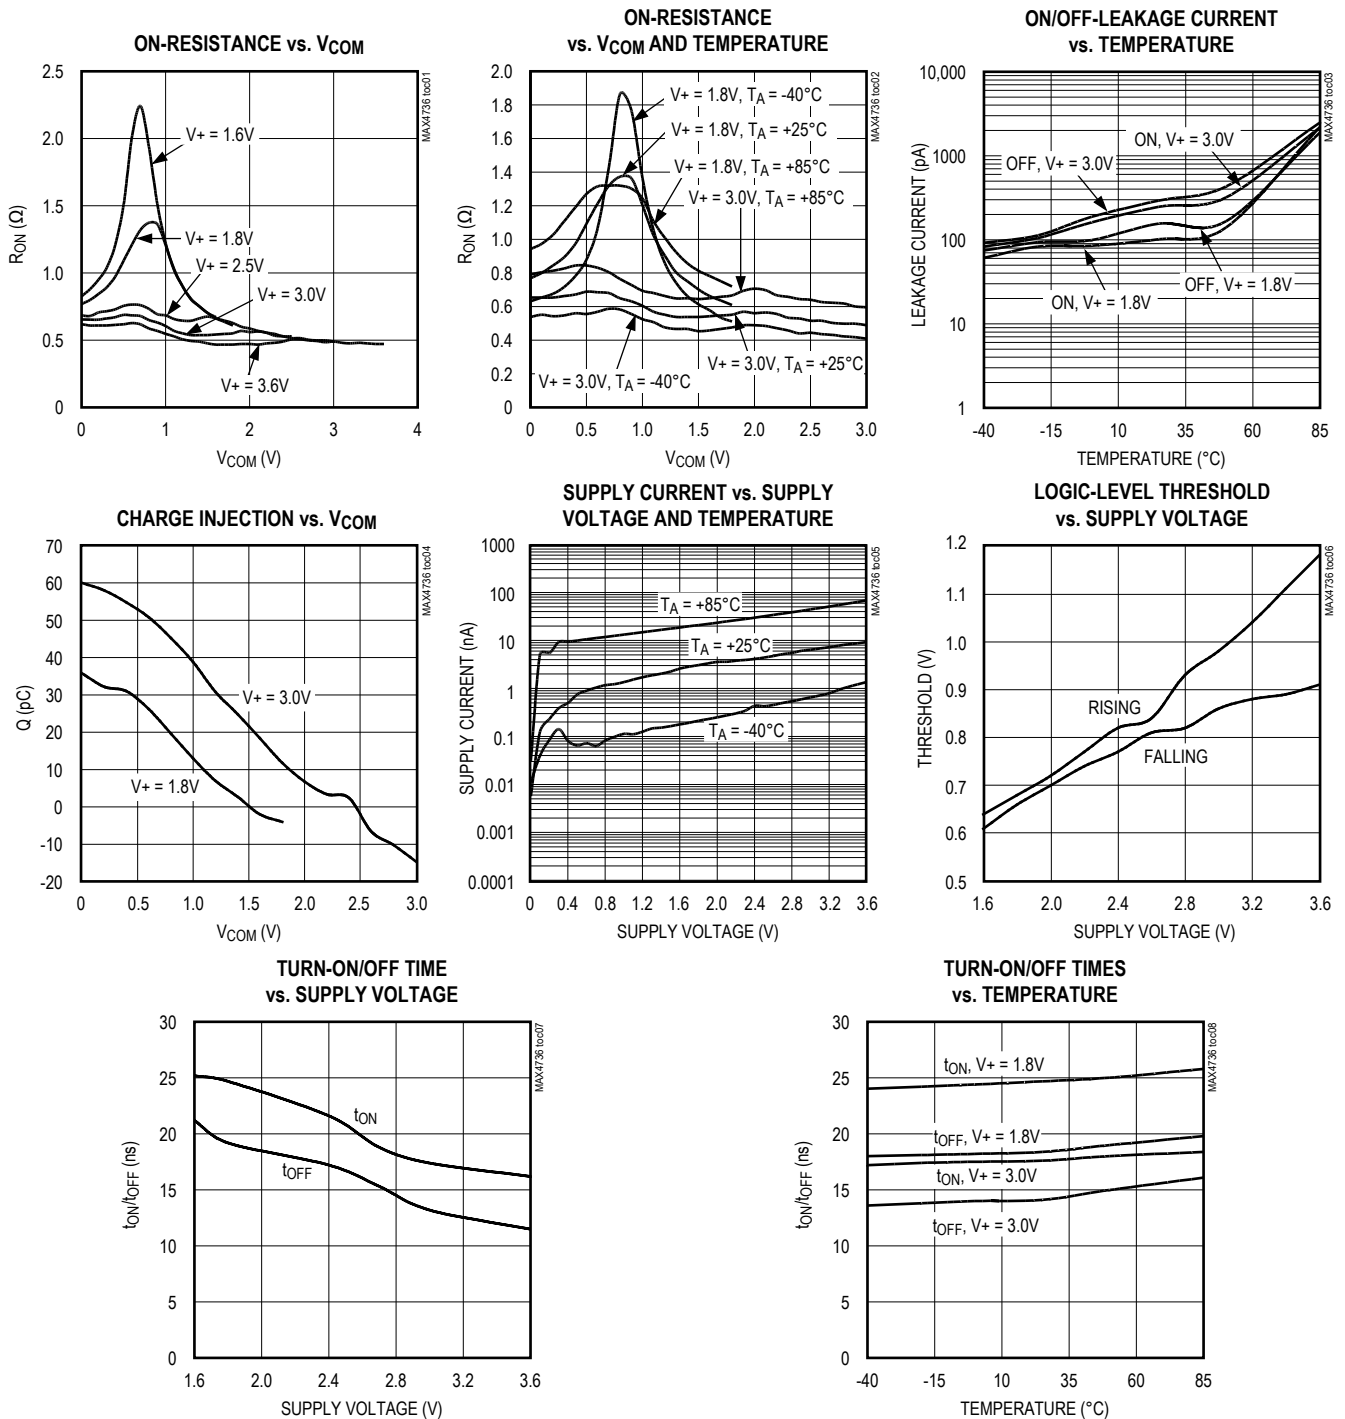 ON-RESISTANCE vs. VCOM
2.5
2.0
1.5
1.0
0.5
0
RON (Ω)
0 1 2 3 4
VCOM (V)
V+ = 1.6V
V+ = 1.8V
V+ = 2.5V
V+ = 3.0V
V+ = 3.6V
MAX4736 toc01
ON-RESISTANCE
vs. VCOM AND TEMPERATURE
2.0
1.8
1.6
1.4
1.2
1.0
0.8
0.6
0.4
0.2
0
RON (Ω)
0 0.5 1.0 1.5 2.0 2.5 3.0
VCOM (V)
V+ = 1.8V, TA = -40°C
V+ = 1.8V, TA = +25°C
V+ = 1.8V, TA = +85°C
V+ = 3.0V, TA = +85°C
V+ = 3.0V, TA = +25°C
V+ = 3.0V, TA = -40°C
MAX4736 toc02
ON/OFF-LEAKAGE CURRENT
vs. TEMPERATURE
10,000
1000
100
10
1
LEAKAGE CURRENT (pA)
-40 -15 10 35 60 85
TEMPERATURE (°C)
ON, V+ = 3.0V
OFF, V+ = 3.0V
OFF, V+ = 1.8V
ON, V+ = 1.8V
MAX4736 toc03
CHARGE INJECTION vs. VCOM
70
60
50
40
30
20
10
0
-10
-20
Q (pC)
0 0.5 1.0 1.5 2.0 2.5 3.0
VCOM (V)
V+ = 3.0V
V+ = 1.8V
MAX4736 toc04
SUPPLY CURRENT vs. SUPPLY
VOLTAGE AND TEMPERATURE
1000
100
10
1
0.1
0.01
0.001
0.0001
SUPPLY CURRENT (nA)
0 0.4 0.8 1.2 1.6 2.0 2.4 2.8 3.2 3.6
SUPPLY VOLTAGE (V)
TA = +85°C
TA = +25°C
TA = -40°C
MAX4736 toc05
LOGIC-LEVEL THRESHOLD
vs. SUPPLY VOLTAGE
1.2
1.1
1.0
0.9
0.8
0.7
0.6
0.5
THRESHOLD (V)
1.6 2.0 2.4 2.8 3.2 3.6
SUPPLY VOLTAGE (V)
RISING
FALLING
MAX4736 toc06
TURN-ON/OFF TIME
vs. SUPPLY VOLTAGE
30
25
20
15
10
5
0
tON/tOFF (ns)
1.6 2.0 2.4 2.8 3.2 3.6
SUPPLY VOLTAGE (V)
tON
tOFF
MAX4736 toc07
TURN-ON/OFF TIMES
vs. TEMPERATURE
30
25
20
15
10
5
0
tON/tOFF (ns)
-40 -15 10 35 60 85
TEMPERATURE (°C)
tON, V+ = 1.8V
tOFF, V+ = 1.8V
tON, V+ = 3.0V
tOFF, V+ = 3.0V
MAX4736 toc08